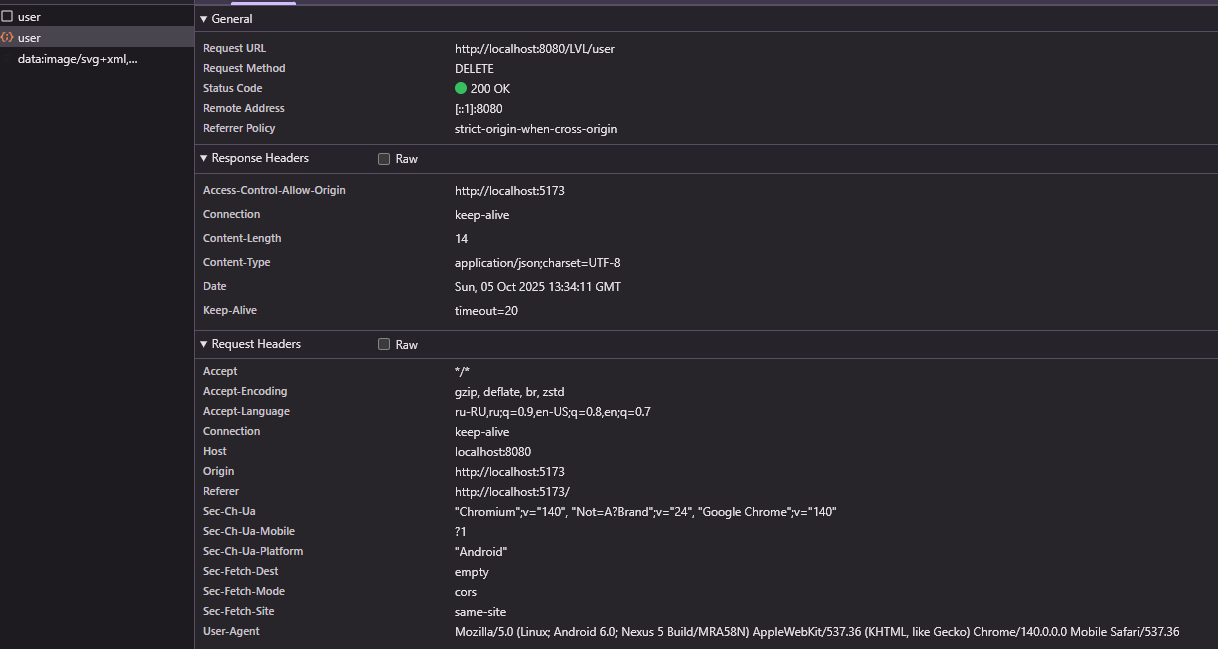 user
user
data:image/svg+xml,...
General
Request URL http://localhost:8080/LVL/user
Request Method DELETE
Status Code 200 OK
Remote Address [::1]:8080
Referrer Policy strict-origin-when-cross-origin
Response Headers Raw
Access-Control-Allow-Origin http://localhost:5173
Connection keep-alive
Content-Length 14
Content-Type application/json;charset=UTF-8
Date Sun, 05 Oct 2025 13:34:11 GMT
Keep-Alive timeout=20
Request Headers Raw
Accept */*
Accept-Encoding gzip, deflate, br, zstd
Accept-Language ru-RU,ru;q=0.9,en-US;q=0.8,en;q=0.7
Connection keep-alive
Host localhost:8080
Origin http://localhost:5173
Referer http://localhost:5173/
Sec-Ch-Ua "Chromium";v="140", "Not=A?Brand";v="24", "Google Chrome";v="140"
Sec-Ch-Ua-Mobile ?1
Sec-Ch-Ua-Platform "Android"
Sec-Fetch-Dest empty
Sec-Fetch-Mode cors
Sec-Fetch-Site same-site
User-Agent Mozilla/5.0 (Linux; Android 6.0; Nexus 5 Build/MRA58N) AppleWebKit/537.36 (KHTML, like Gecko) Chrome/140.0.0.0 Mobile Safari/537.36